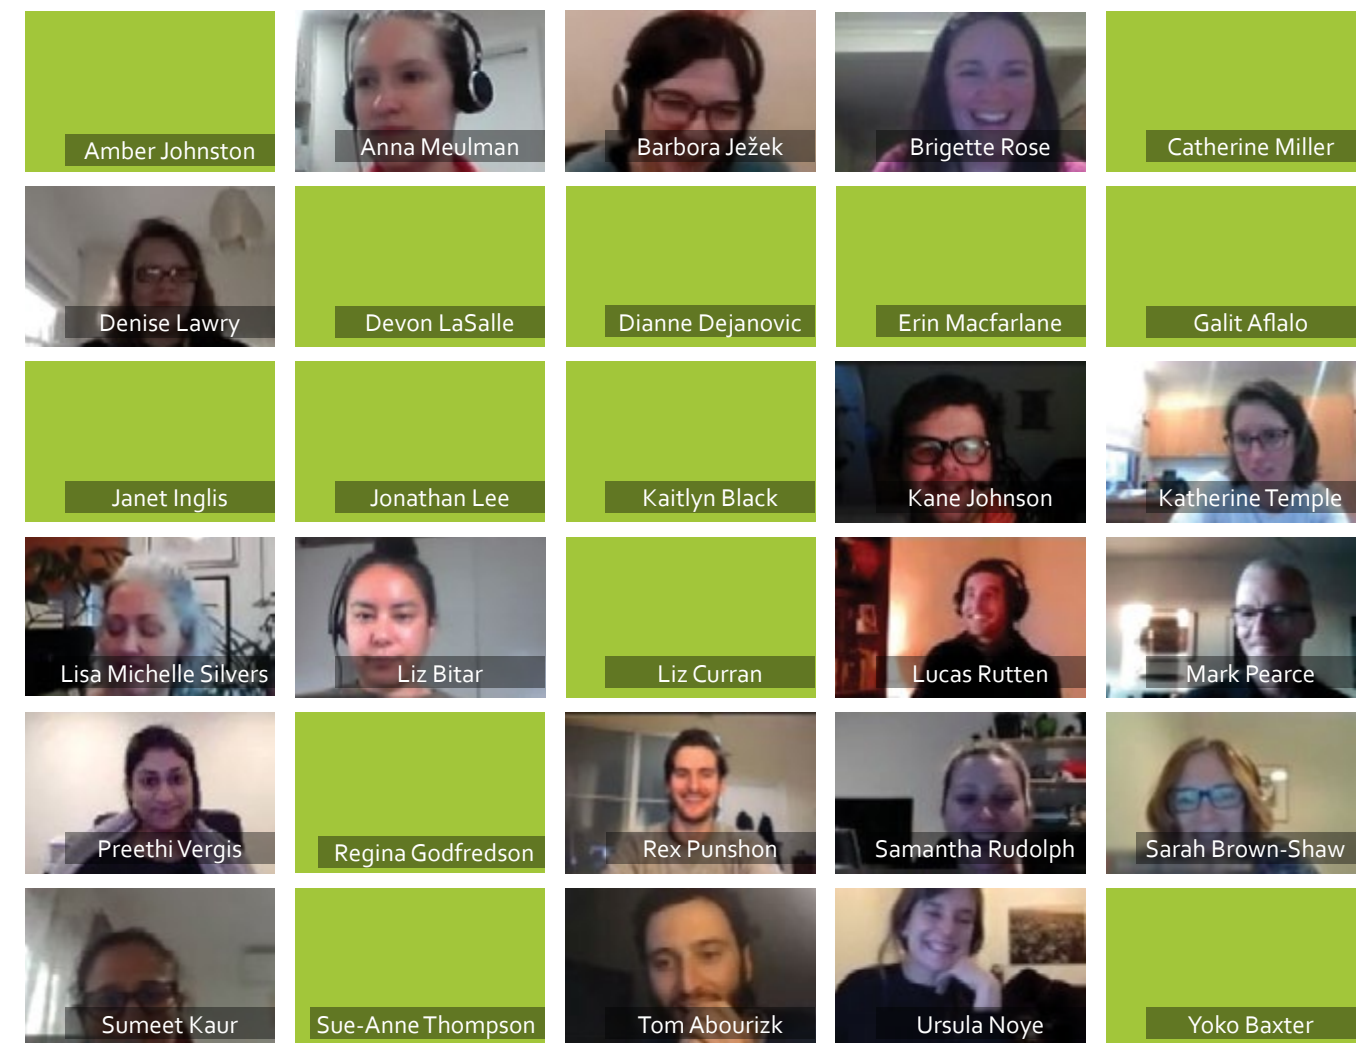 Amber Johnston
Anna Meulman
Barbora Ježek
Brigette Rose
Catherine Miller
Denise Lawry
Devon LaSalle
Dianne Dejanovic
Erin Macfarlane
Galit Aflalo
Janet Inglis
Jonathan Lee
Kaitlyn Black
Kane Johnson
Katherine Temple
Lisa Michelle Silvers
Liz Bitar
Liz Curran
Lucas Rutten
Mark Pearce
Preethi Vergis
Regina Godfredson
Rex Punshon
Samantha Rudolph
Sarah Brown-Shaw
Sumeet Kaur
Sue-Anne Thompson
Tom Abourizk
Ursula Noye
Yoko Baxter